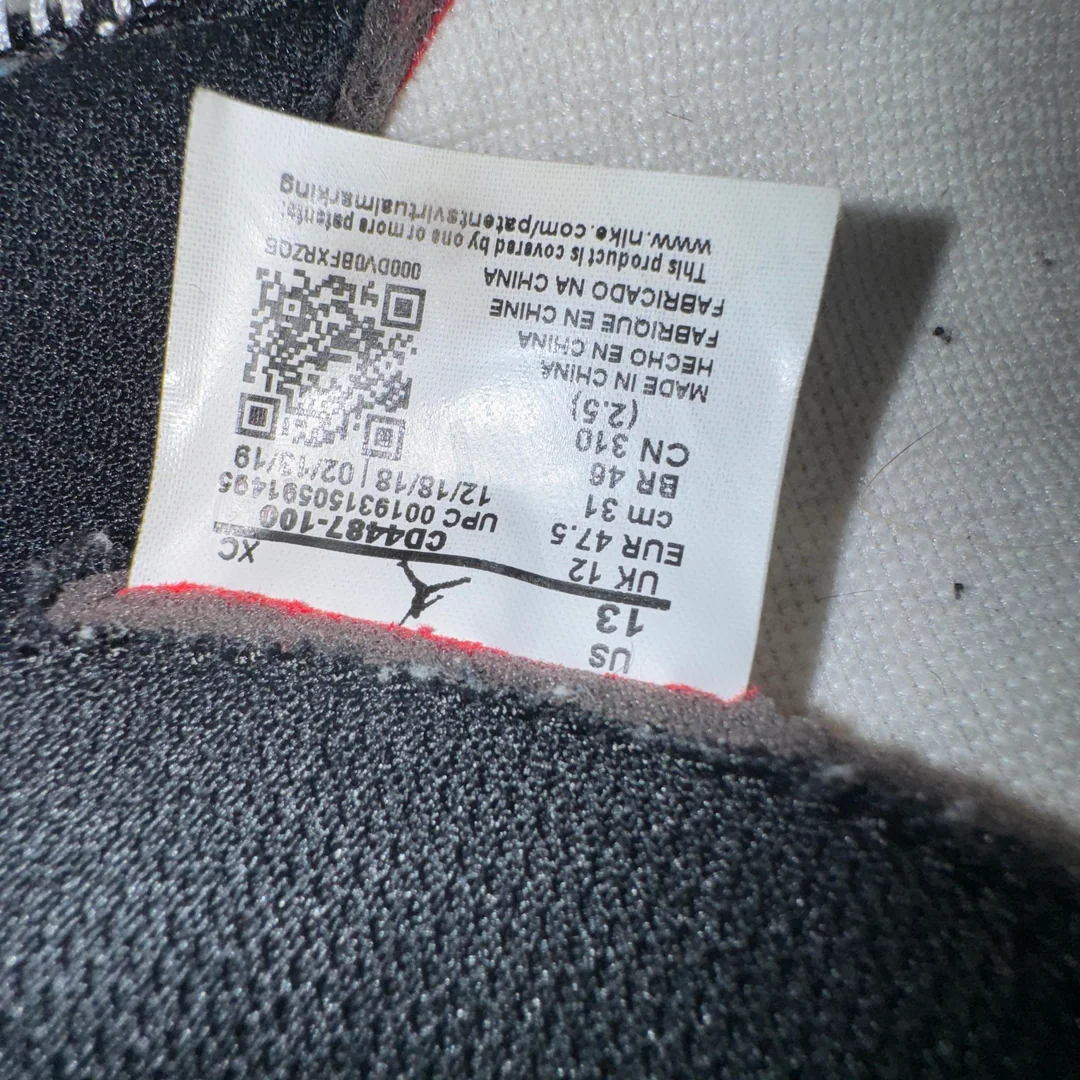 US
13
XC
UK 12
EUR 47.5
cm 31
BR 46
CN 310
(2.5)
CD4487-100
UPC 00193150591495
12/18/18 | 02/13/19
MADE IN CHINA
HECHO EN CHINA
FABRIQUE EN CHINE
FABRICADO NA CHINA
000DV0BFXRZQ6
This product is covered by one or more patents:
www.nike.com/patentsvirtualmarking